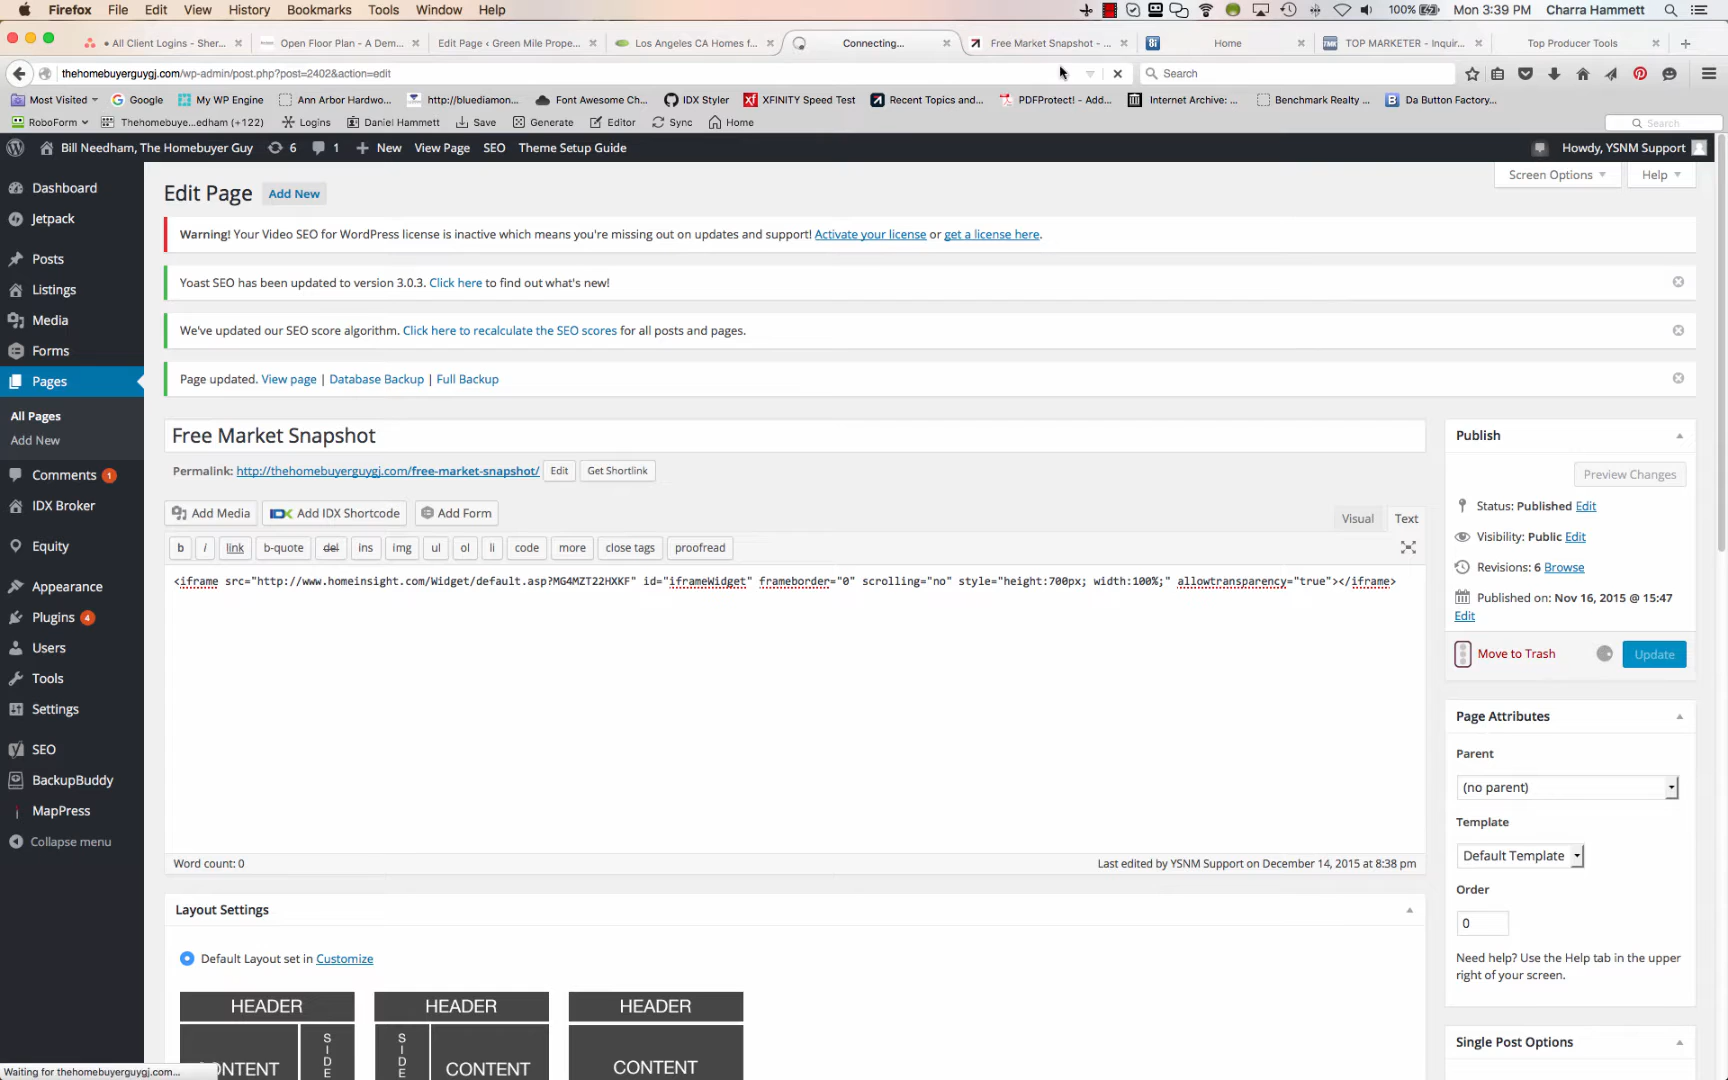 Firefox File Edit View History Bookmarks Tools Window Help 100% Mon 3:39 PM Charra Hammett
• All Client Logins - Sher... Open Floor Plan - A Dem... Edit Page ‹ Green Mile Prope... Los Angeles CA Homes f... Connecting... Free Market Snapshot - ... Home TOP MARKETER - Inquir... Top Producer Tools
thehomebuyerguygj.com/wp-admin/post.php?post=2402&action=edit Search
Most Visited Google My WP Engine Ann Arbor Hardwo... http://bluediamon... Font Awesome Ch... IDX Styler XFINITY Speed Test Recent Topics and... PDFProtect! - Add... Internet Archive: ... Benchmark Realty ... Da Button Factory...
RoboForm Thehomebuye...edham (+122) Logins Daniel Hammett Save Generate Editor Sync Home Search
Bill Needham, The Homebuyer Guy 6 1 New View Page SEO Theme Setup Guide Howdy, YSNM Support
Screen Options Help
Dashboard
Jetpack
Posts
Listings
Media
Forms
Pages
All Pages
Add New
Comments 1
IDX Broker
Equity
Appearance
Plugins 4
Users
Tools
Settings
SEO
BackupBuddy
MapPress
Collapse menu
Edit Page Add New
Warning! Your Video SEO for WordPress license is inactive which means you're missing out on updates and support! Activate your license or get a license here.
Yoast SEO has been updated to version 3.0.3. Click here to find out what's new!
We've updated our SEO score algorithm. Click here to recalculate the SEO scores for all posts and pages.
Page updated. View page | Database Backup | Full Backup
Free Market Snapshot
Permalink: http://thehomebuyerguygj.com/free-market-snapshot/ Edit Get Shortlink
Add Media IDX Add IDX Shortcode Add Form Visual Text
b i link b-quote del ins img ul ol li code more close tags proofread
<iframe src="http://www.homeinsight.com/Widget/default.asp?MG4MZT22HXKF" id="iframeWidget" frameborder="0" scrolling="no" style="height:700px; width:100%;" allowtransparency="true"></iframe>
Word count: 0 Last edited by YSNM Support on December 14, 2015 at 8:38 pm
Layout Settings
Default Layout set in Customize
HEADER HEADER HEADER
CONTENT SIDE SIDE CONTENT CONTENT
Publish
Preview Changes
Status: Published Edit
Visibility: Public Edit
Revisions: 6 Browse
Published on: Nov 16, 2015 @ 15:47
Edit
Move to Trash Update
Page Attributes
Parent
(no parent)
Template
Default Template
Order
0
Need help? Use the Help tab in the upper
right of your screen.
Single Post Options
Waiting for thehomebuyerguygj.com...